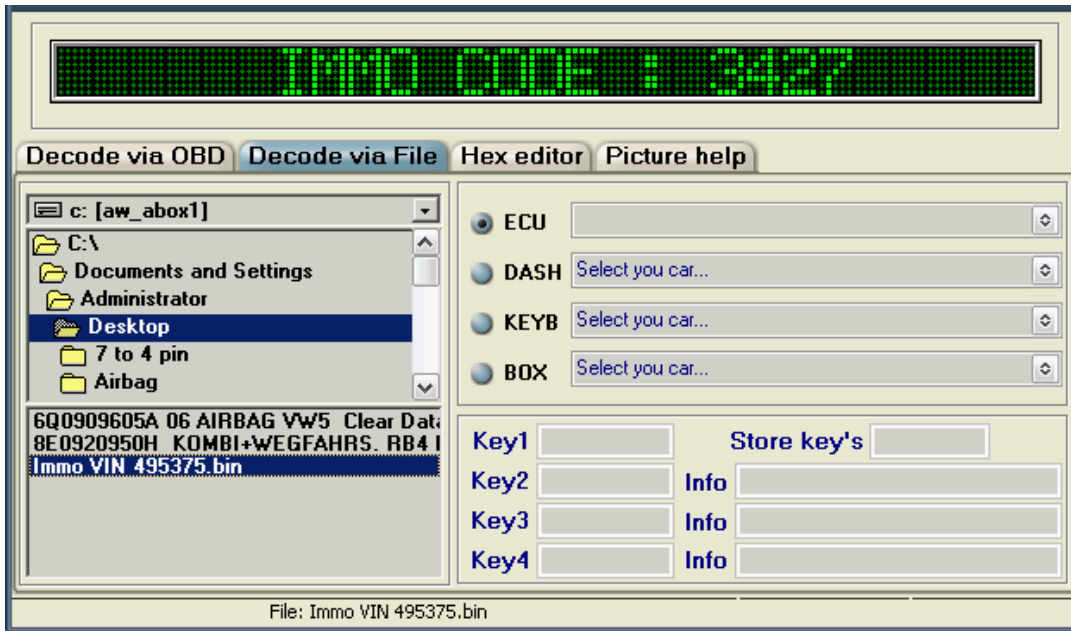 IMMO CODE : 3427
Decode via OBD Decode via File Hex editor Picture help
c: [aw_abox1]
C:\
Documents and Settings
Administrator
Desktop
7 to 4 pin
Airbag
6Q0909605A 06 AIRBAG VW5 Clear Dat
8E0920950H KOMBI+WEGFAHRS. RB4
Immo VIN 495375.bin
ECU
DASH Select you car...
KEYB Select you car...
BOX Select you car...
Key1 Store key's
Key2 Info
Key3 Info
Key4 Info
File: Immo VIN 495375.bin